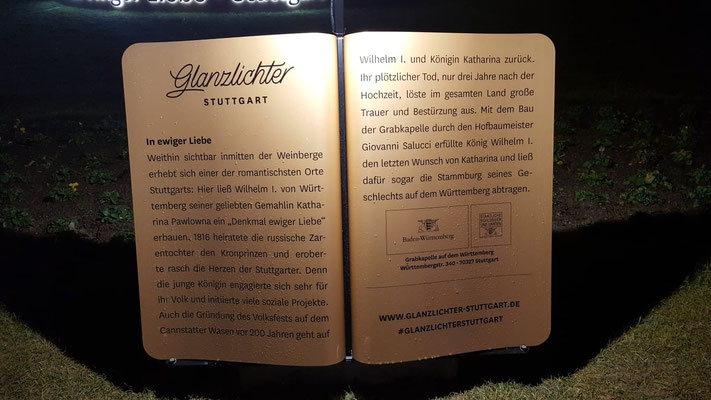 Glanzlichter
STUTTGART
In ewiger Liebe
Weithin sichtbar inmitten der Weinberge
erhebt sich einer der romantischsten Orte
Stuttgarts: Hier ließ Wilhelm I. von Würt-
temberg seiner geliebten Gemahlin Katha-
rina Pawlowna ein „Denkmal ewiger Liebe“
erbauen. 1816 heiratete die russische Zar-
entochter den Kronprinzen und erober-
te rasch die Herzen der Stuttgarter. Denn
die junge Königin engagierte sich sehr für
ihr Volk und initiierte viele soziale Projekte.
Auch die Gründung des Volksfests auf dem
Cannstatter Wasen vor 200 Jahren geht auf
Wilhelm I. und Königin Katharina zurück.
Ihr plötzlicher Tod, nur drei Jahre nach der
Hochzeit, löste im gesamten Land große
Trauer und Bestürzung aus. Mit dem Bau
der Grabkapelle durch den Hofbaumeister
Giovanni Salucci erfüllte König Wilhelm I.
den letzten Wunsch von Katharina und ließ
dafür sogar die Stammburg seines Ge-
schlechts auf dem Württemberg abtragen.
Baden-Württemberg
Grabkapelle auf dem Württemberg
Württembergstr. 340 · 70327 Stuttgart
WWW.GLANZLICHTER-STUTTGART.DE
#GLANZLICHTERSTUTTGART